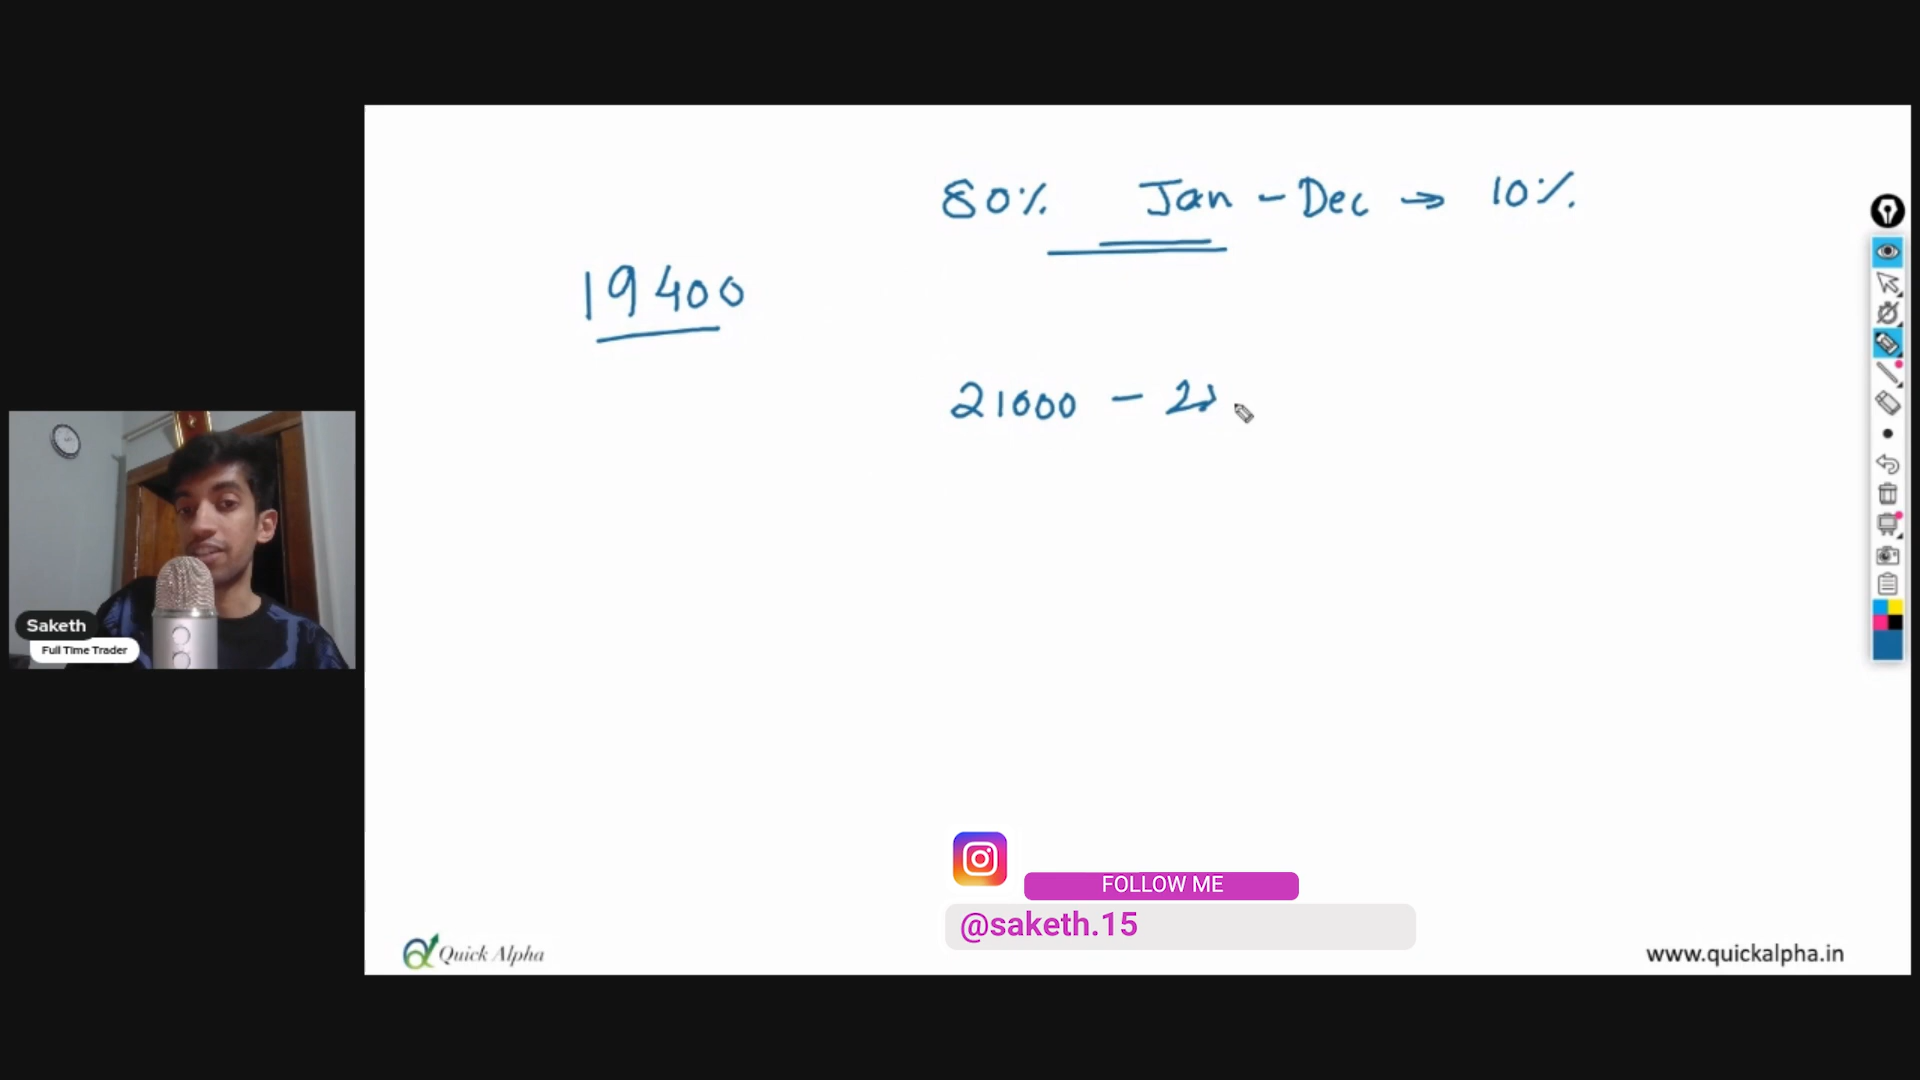 80% Jan - Dec → 10%
19400
21000 - 2
Saketh
Full Time Trader
FOLLOW ME
@saketh.15
Quick Alpha
www.quickalpha.in